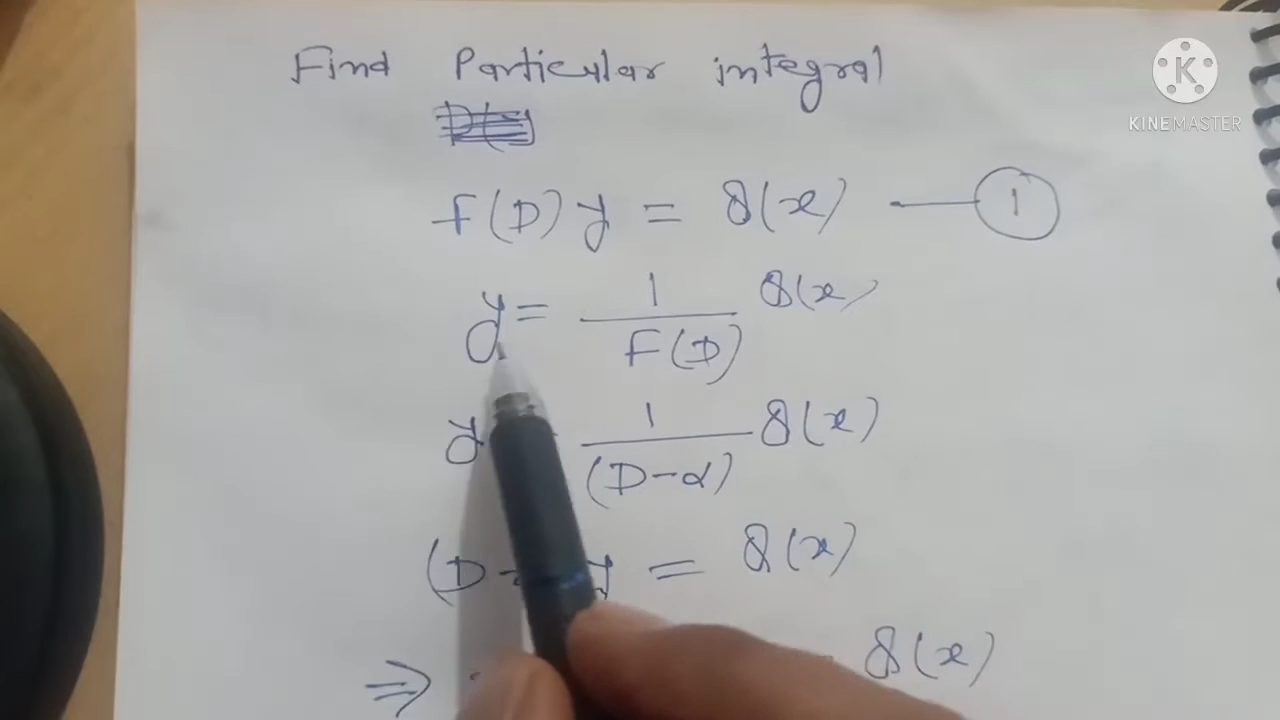 Find Particular integral
f(D) y = Q(x) — 1
y = 1 / F(D) Q(x)
y 1 / (D-α) Q(x)
(D y = Q(x)
⇒ Q(x)
K
KINEMASTER